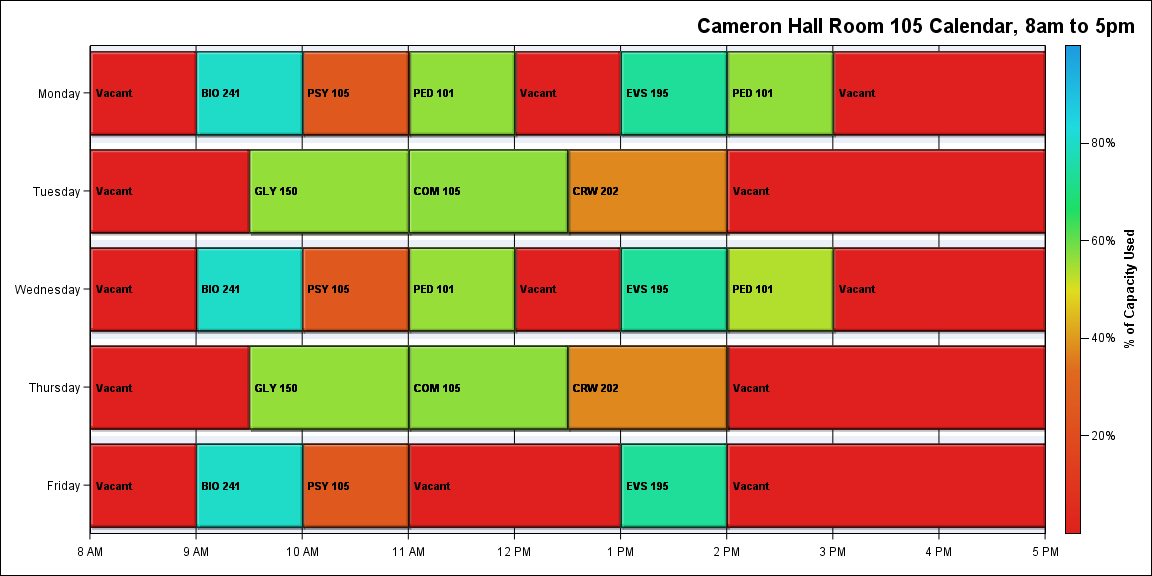 Cameron Hall Room 105 Calendar, 8am to 5pm
Monday Vacant BIO 241 PSY 105 PED 101 Vacant EVS 195 PED 101 Vacant
80%
Tuesday Vacant GLY 150 COM 105 CRW 202 Vacant
60%
% of Capacity Used
Wednesday Vacant BIO 241 PSY 105 PED 101 Vacant EVS 195 PED 101 Vacant
40%
Thursday Vacant GLY 150 COM 105 CRW 202 Vacant
20%
Friday Vacant BIO 241 PSY 105 Vacant EVS 195 Vacant
8 AM 9 AM 10 AM 11 AM 12 PM 1 PM 2 PM 3 PM 4 PM 5 PM